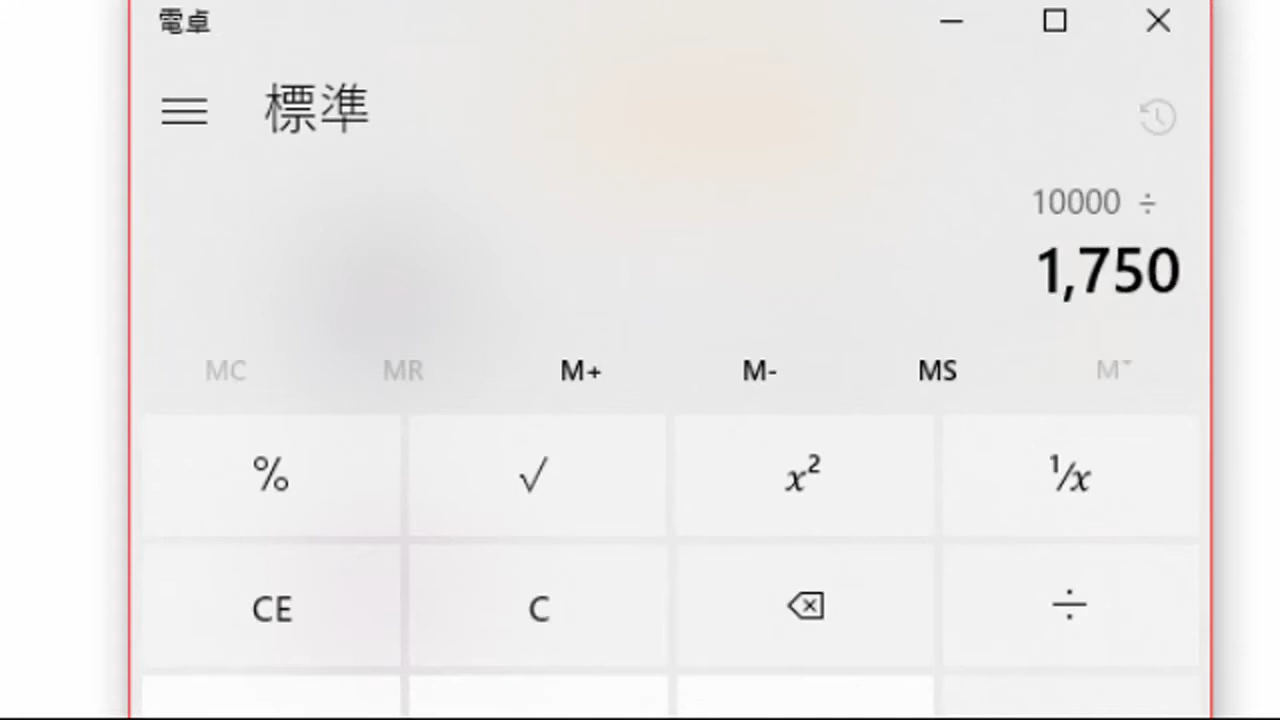 電卓
標準
10000 ÷
1,750
MC MR M+ M- MS M˅
% √ x² ¹/x
CE C ÷